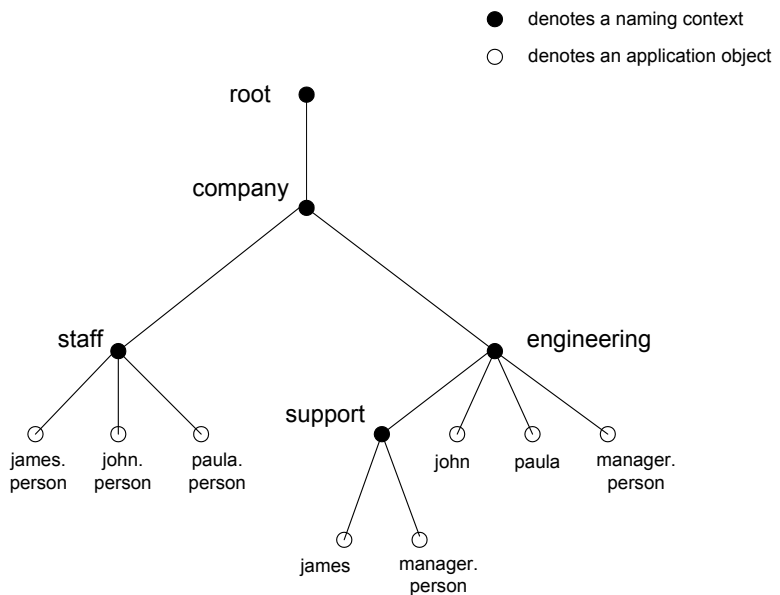 denotes a naming context
denotes an application object
root
company
staff
engineering
support
james.
person
john.
person
paula.
person
john
paula
manager.
person
james
manager.
person